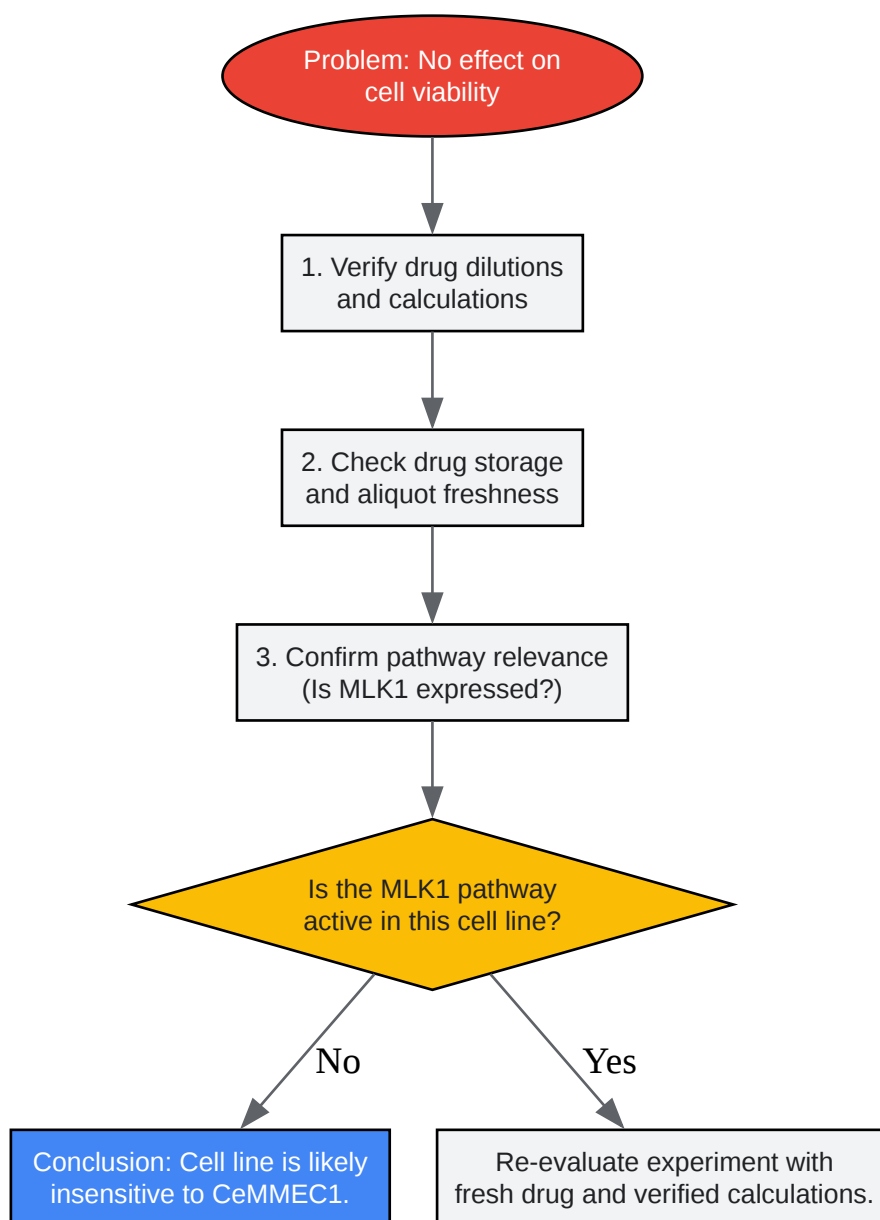 Problem: No effect on
cell viability
1. Verify drug dilutions
and calculations
2. Check drug storage
and aliquot freshness
3. Confirm pathway relevance
(Is MLK1 expressed?)
Is the MLK1 pathway
active in this cell line?
No
Yes
Conclusion: Cell line is likely
insensitive to CeMMEC1.
Re-evaluate experiment with
fresh drug and verified calculations.